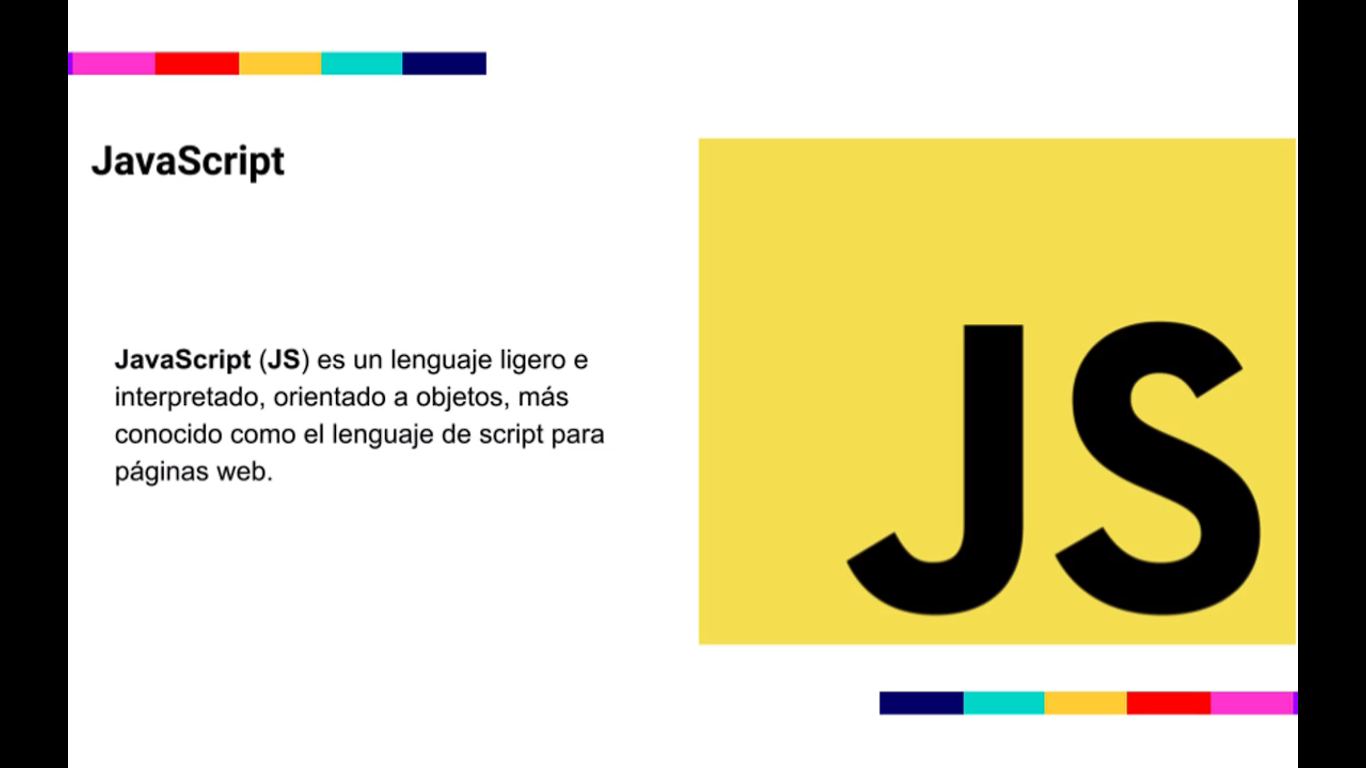 JavaScript
JavaScript (JS) es un lenguaje ligero e
interpretado, orientado a objetos, más
conocido como el lenguaje de script para
páginas web.
JS